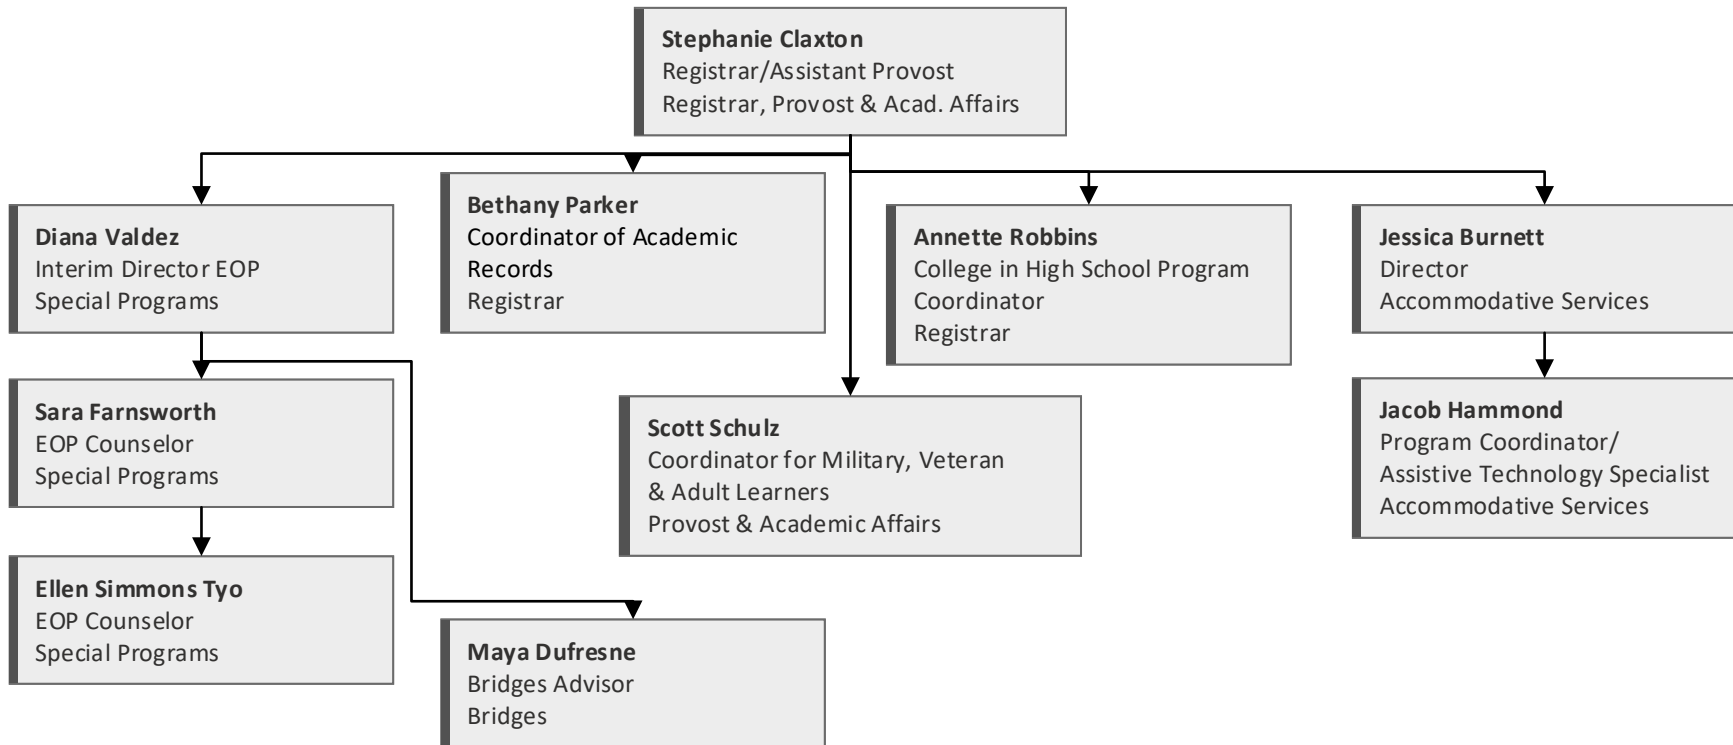 Stephanie Claxton
Registrar/Assistant Provost
Registrar, Provost & Acad. Affairs
Diana Valdez
Interim Director EOP
Special Programs
Bethany Parker
Coordinator of Academic
Records
Registrar
Annette Robbins
College in High School Program
Coordinator
Registrar
Jessica Burnett
Director
Accommodative Services
Sara Farnsworth
EOP Counselor
Special Programs
Scott Schulz
Coordinator for Military, Veteran
& Adult Learners
Provost & Academic Affairs
Jacob Hammond
Program Coordinator/
Assistive Technology Specialist
Accommodative Services
Ellen Simmons Tyo
EOP Counselor
Special Programs
Maya Dufresne
Bridges Advisor
Bridges